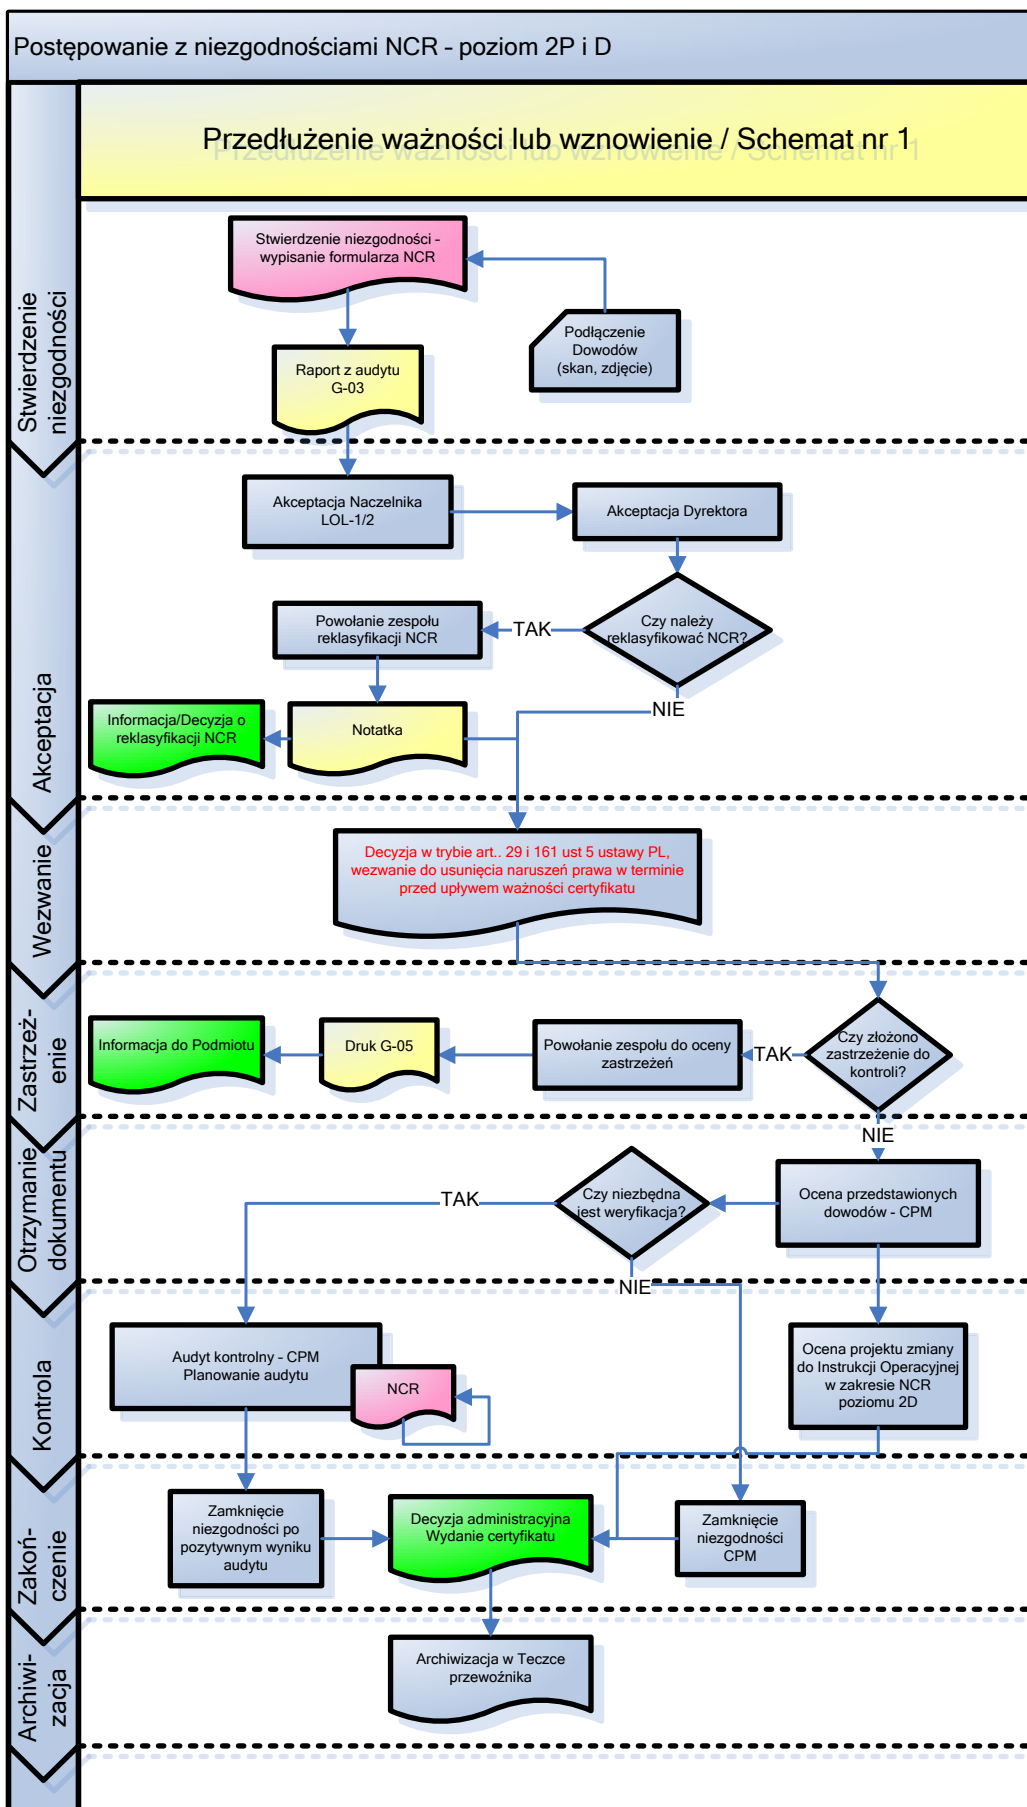 Postępowanie z niezgodnościami NCR - poziom 2P i D
Przedłużenie ważności lub wznowienie / Schemat nr 1
Stwierdzenie
niezgodności
Stwierdzenie niezgodności -
wypisanie formularza NCR
Podłączenie
Dowodów
(skan, zdjęcie)
Raport z audytu
G-03
Akceptacja
Akceptacja Naczelnika
LOL-1/2
Akceptacja Dyrektora
Czy należy
reklasyfikować NCR?
TAK
Powołanie zespołu
reklasyfikacji NCR
NIE
Notatka
Informacja/Decyzja o
reklasyfikacji NCR
Wezwanie
Decyzja w trybie art.. 29 i 161 ust 5 ustawy PL,
wezwanie do usunięcia naruszeń prawa w terminie
przed upływem ważności certyfikatu
Zastrzeż-
enie
Czy złożono
zastrzeżenie do
kontroli?
TAK
Powołanie zespołu do oceny
zastrzeżeń
Druk G-05
Informacja do Podmiotu
NIE
Otrzymanie
dokumentu
Ocena przedstawionych
dowodów - CPM
Czy niezbędna
jest weryfikacja?
TAK
NIE
Kontrola
Audyt kontrolny - CPM
Planowanie audytu
NCR
Ocena projektu zmiany
do Instrukcji Operacyjnej
w zakresie NCR
poziomu 2D
Zakoń-
czenie
Zamknięcie
niezgodności po
pozytywnym wyniku
audytu
Decyzja administracyjna
Wydanie certyfikatu
Zamknięcie
niezgodności
CPM
Archiwi-
zacja
Archiwizacja w Teczce
przewoźnika